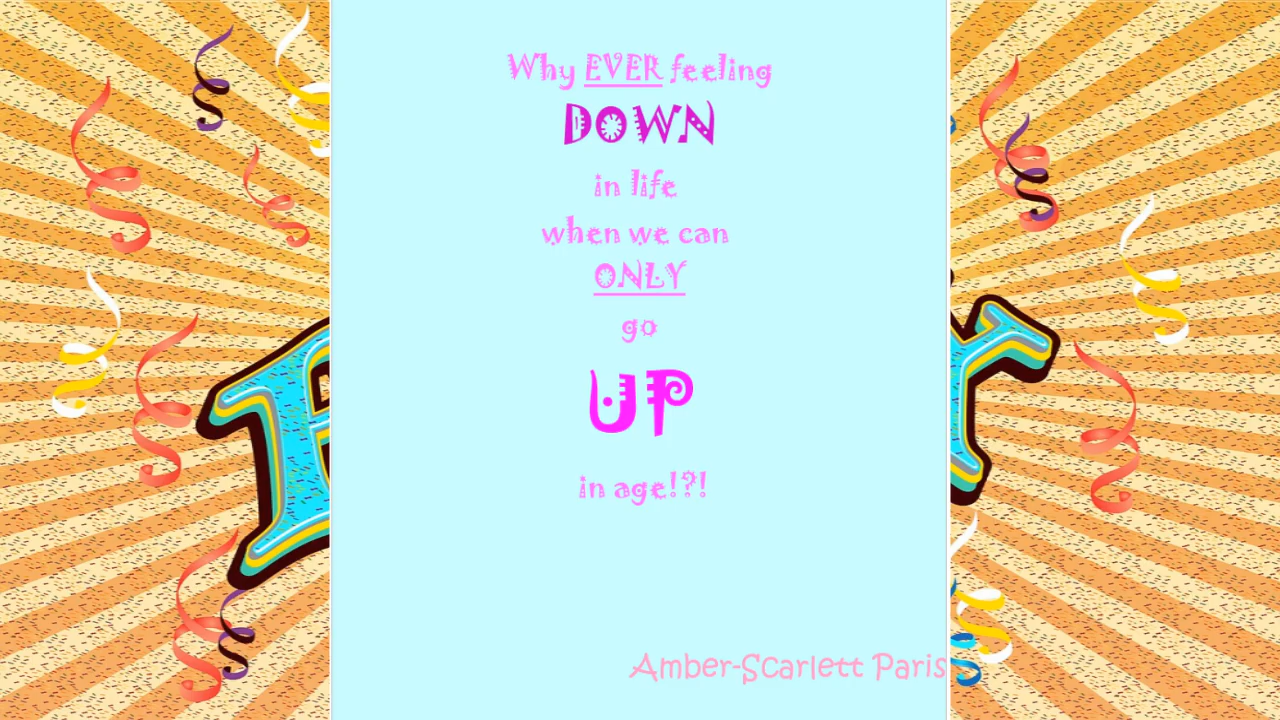 Why EVER feeling
DOWN
in life
when we can
ONLY
go
UP
in age!?!
Amber-Scarlett Paris